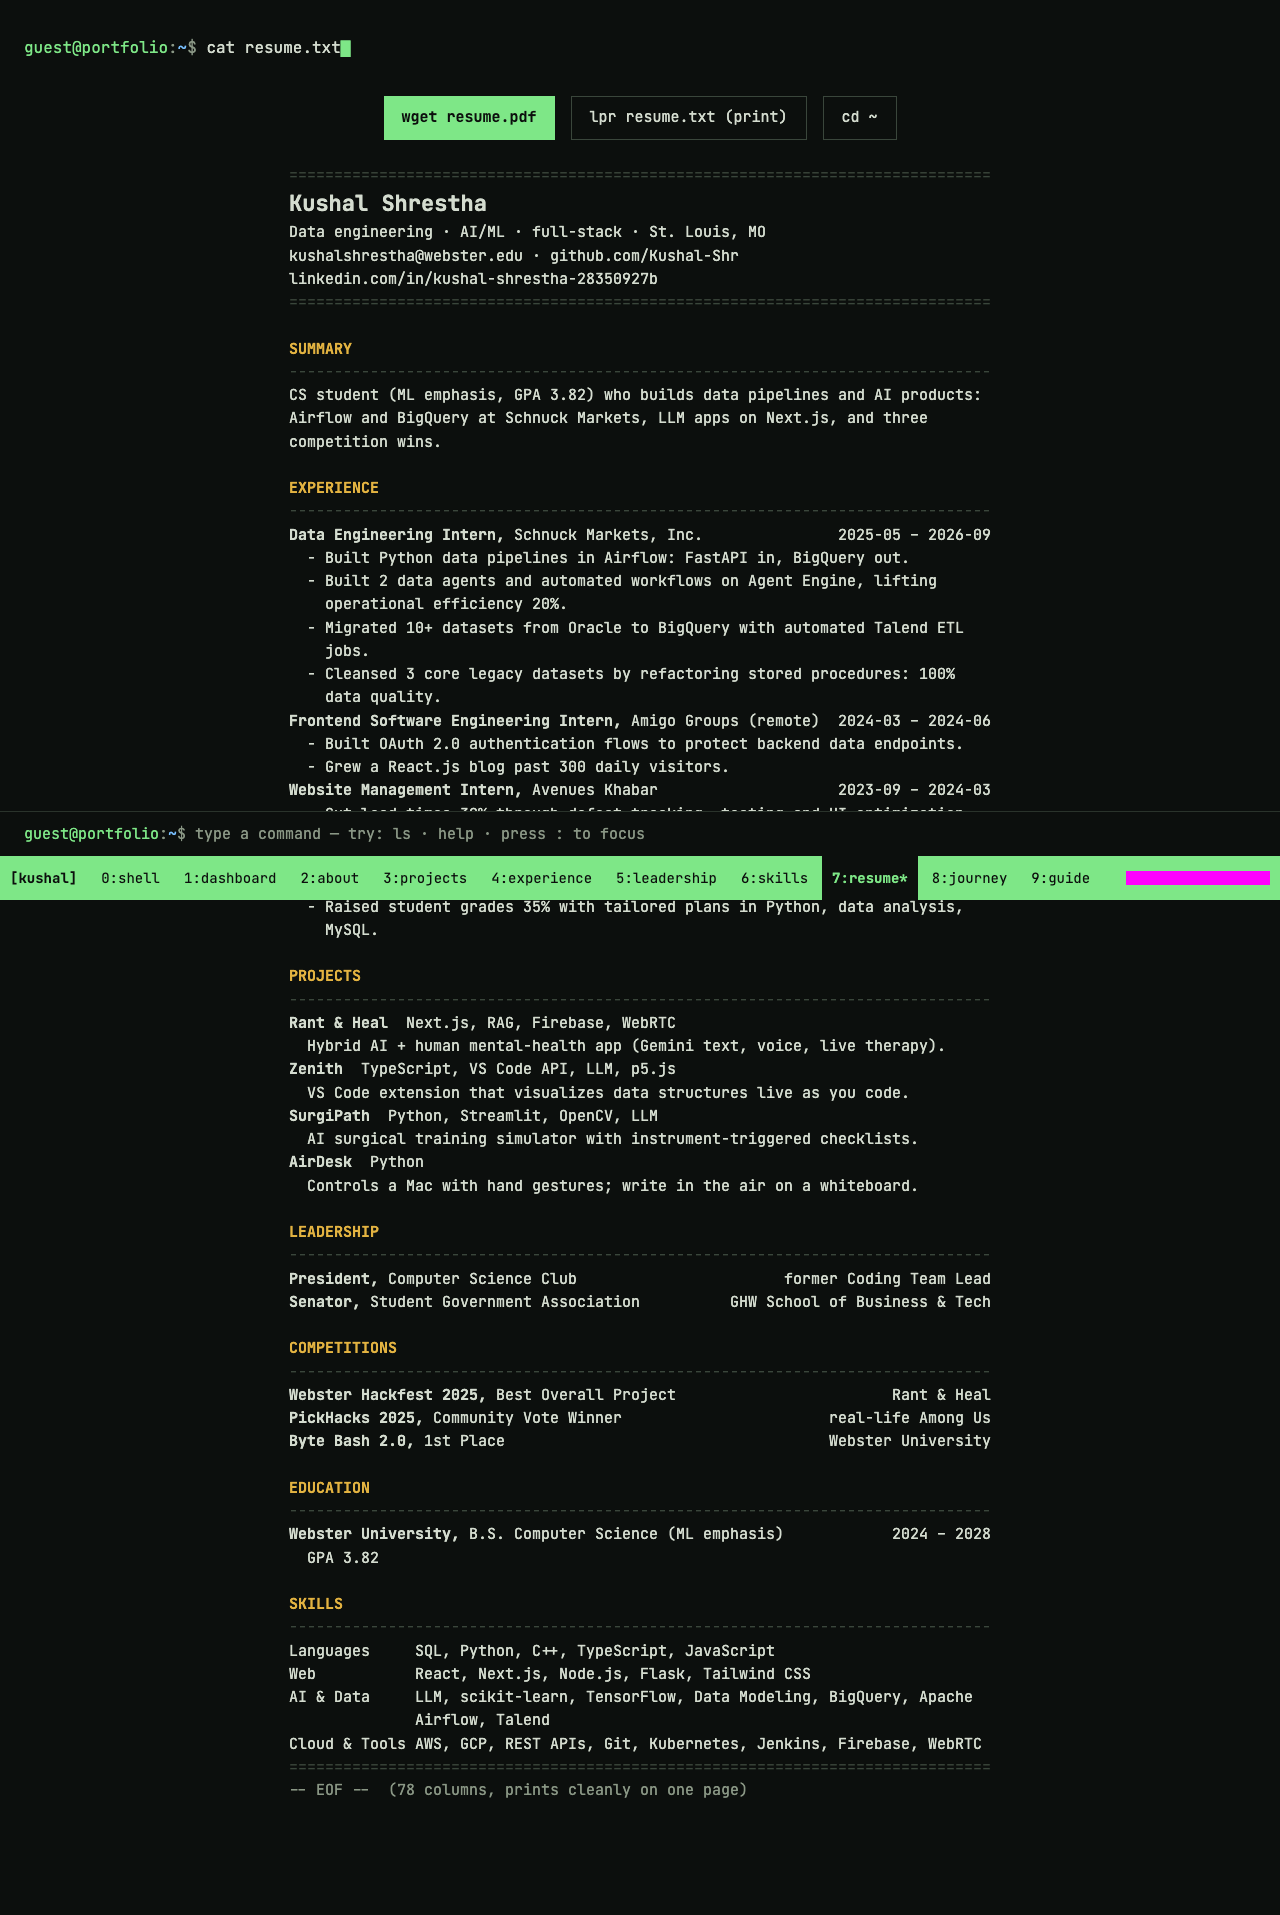 guest@portfolio:~$ cat resume.txt
wget resume.pdf
lpr resume.txt (print)
cd ~
==============================================================================
Kushal Shrestha
Data engineering · AI/ML · full-stack · St. Louis, MO
kushalshrestha@webster.edu · github.com/Kushal-Shr
linkedin.com/in/kushal-shrestha-28350927b
==============================================================================
SUMMARY
------------------------------------------------------------------------------
CS student (ML emphasis, GPA 3.82) who builds data pipelines and AI products:
Airflow and BigQuery at Schnuck Markets, LLM apps on Next.js, and three
competition wins.
EXPERIENCE
------------------------------------------------------------------------------
Data Engineering Intern, Schnuck Markets, Inc. 2025-05 – 2026-09
- Built Python data pipelines in Airflow: FastAPI in, BigQuery out.
- Built 2 data agents and automated workflows on Agent Engine, lifting
operational efficiency 20%.
- Migrated 10+ datasets from Oracle to BigQuery with automated Talend ETL
jobs.
- Cleansed 3 core legacy datasets by refactoring stored procedures: 100%
data quality.
Frontend Software Engineering Intern, Amigo Groups (remote) 2024-03 – 2024-06
- Built OAuth 2.0 authentication flows to protect backend data endpoints.
- Grew a React.js blog past 300 daily visitors.
Website Management Intern, Avenues Khabar 2023-09 – 2024-03
guest@portfolio:~$ type a command — try: ls · help · press : to focus
[kushal] 0:shell 1:dashboard 2:about 3:projects 4:experience 5:leadership 6:skills 7:resume* 8:journey 9:guide
- Raised student grades 35% with tailored plans in Python, data analysis,
MySQL.
PROJECTS
------------------------------------------------------------------------------
Rant & Heal Next.js, RAG, Firebase, WebRTC
Hybrid AI + human mental-health app (Gemini text, voice, live therapy).
Zenith TypeScript, VS Code API, LLM, p5.js
VS Code extension that visualizes data structures live as you code.
SurgiPath Python, Streamlit, OpenCV, LLM
AI surgical training simulator with instrument-triggered checklists.
AirDesk Python
Controls a Mac with hand gestures; write in the air on a whiteboard.
LEADERSHIP
------------------------------------------------------------------------------
President, Computer Science Club former Coding Team Lead
Senator, Student Government Association GHW School of Business & Tech
COMPETITIONS
------------------------------------------------------------------------------
Webster Hackfest 2025, Best Overall Project Rant & Heal
PickHacks 2025, Community Vote Winner real-life Among Us
Byte Bash 2.0, 1st Place Webster University
EDUCATION
------------------------------------------------------------------------------
Webster University, B.S. Computer Science (ML emphasis) 2024 – 2028
GPA 3.82
SKILLS
------------------------------------------------------------------------------
Languages SQL, Python, C++, TypeScript, JavaScript
Web React, Next.js, Node.js, Flask, Tailwind CSS
AI & Data LLM, scikit-learn, TensorFlow, Data Modeling, BigQuery, Apache
Airflow, Talend
Cloud & Tools AWS, GCP, REST APIs, Git, Kubernetes, Jenkins, Firebase, WebRTC
==============================================================================
-- EOF -- (78 columns, prints cleanly on one page)